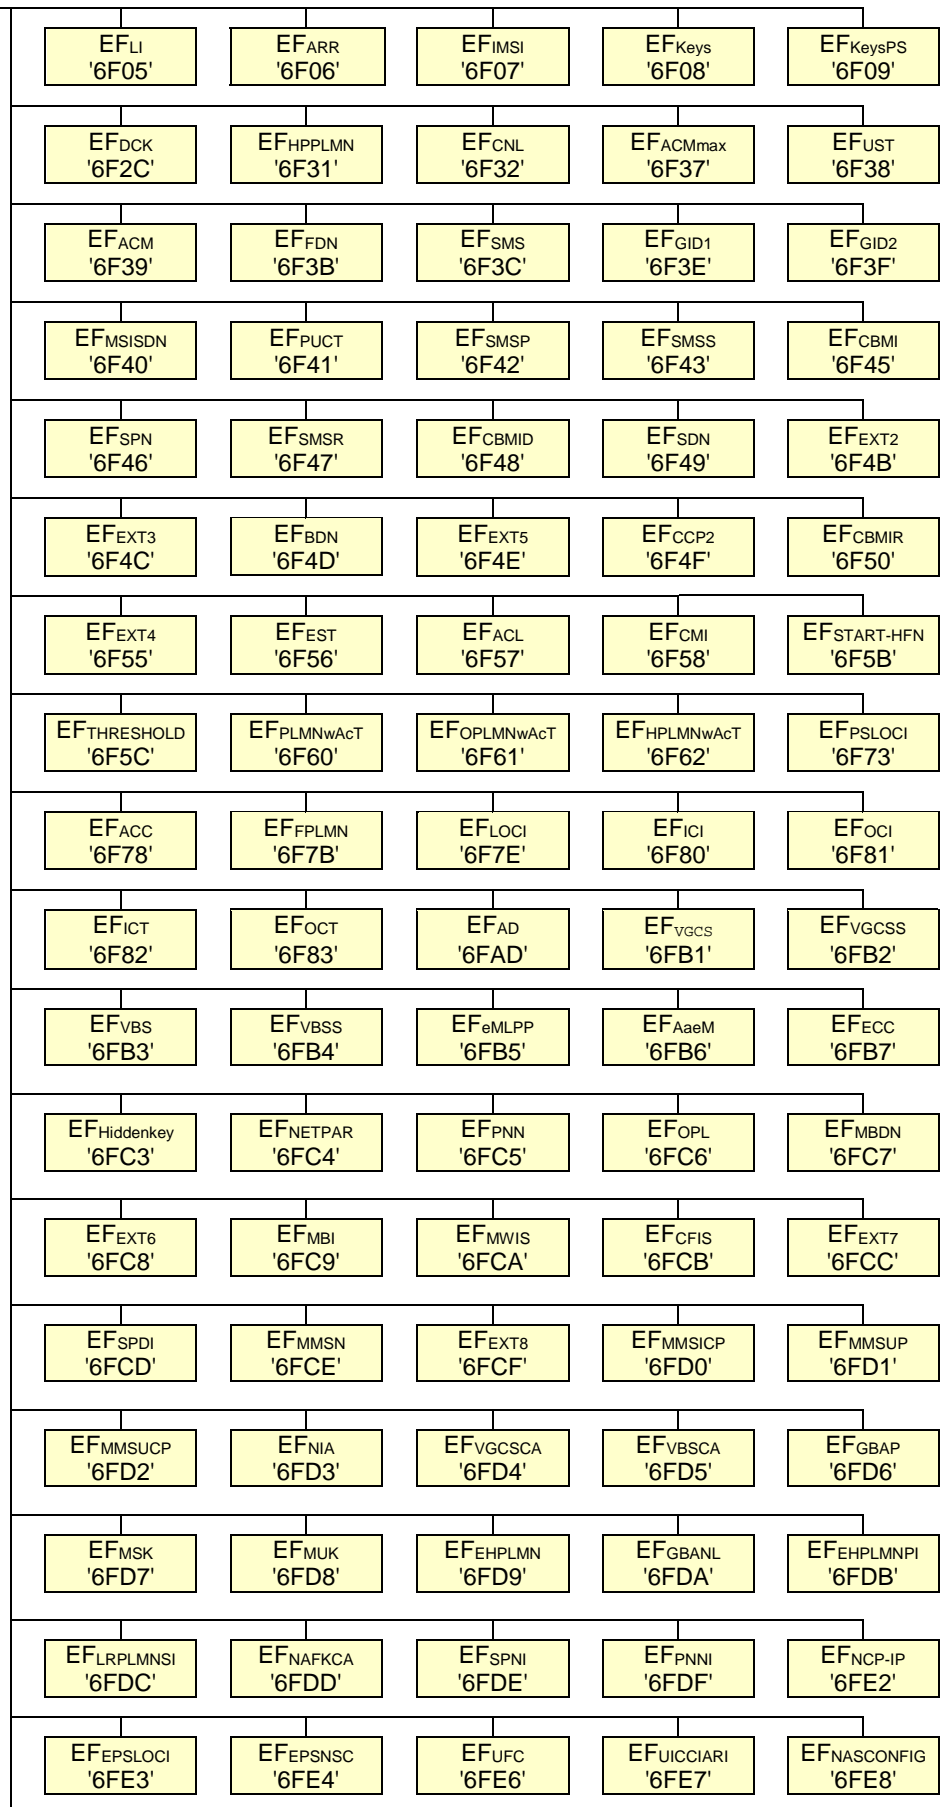 EFLI EFARR EFIMSI EFKeys EFKeysPS
'6F05' '6F06' '6F07' '6F08' '6F09'
EFDCK EFHPPLMN EFCNL EFACMmax EFUST
'6F2C' '6F31' '6F32' '6F37' '6F38'
EFACM EFFDN EFSMS EFGID1 EFGID2
'6F39' '6F3B' '6F3C' '6F3E' '6F3F'
EFMSISDN EFPUCT EFSMSP EFSMSS EFCBMI
'6F40' '6F41' '6F42' '6F43' '6F45'
EFSPN EFSMSR EFCBMID EFSDN EFEXT2
'6F46' '6F47' '6F48' '6F49' '6F4B'
EFEXT3 EFBDN EFEXT5 EFCCP2 EFCBMIR
'6F4C' '6F4D' '6F4E' '6F4F' '6F50'
EFEXT4 EFEST EFACL EFCMI EFSTART-HFN
'6F55' '6F56' '6F57' '6F58' '6F5B'
EFTHRESHOLD EFPLMNwAcT EFOPLMNwAcT EFHPLMNwAcT EFPSLOCI
'6F5C' '6F60' '6F61' '6F62' '6F73'
EFACC EFFPLMN EFLOCI EFICI EFOCI
'6F78' '6F7B' '6F7E' '6F80' '6F81'
EFICT EFOCT EFAD EFVGCS EFVGCSS
'6F82' '6F83' '6FAD' '6FB1' '6FB2'
EFVBS EFVBSS EFeMLPP EFAaeM EFECC
'6FB3' '6FB4' '6FB5' '6FB6' '6FB7'
EFHiddenkey EFNETPAR EFPNN EFOPL EFMBDN
'6FC3' '6FC4' '6FC5' '6FC6' '6FC7'
EFEXT6 EFMBI EFMWIS EFCFIS EFEXT7
'6FC8' '6FC9' '6FCA' '6FCB' '6FCC'
EFSPDI EFMMSN EFEXT8 EFMMSICP EFMMSUP
'6FCD' '6FCE' '6FCF' '6FD0' '6FD1'
EFMMSUCP EFNIA EFVGCSCA EFVBSCA EFGBAP
'6FD2' '6FD3' '6FD4' '6FD5' '6FD6'
EFMSK EFMUK EFEHPLMN EFGBANL EFEHPLMNPI
'6FD7' '6FD8' '6FD9' '6FDA' '6FDB'
EFLRPLMNSI EFNAFKCA EFSPNI EFPNNI EFNCP-IP
'6FDC' '6FDD' '6FDE' '6FDF' '6FE2'
EFEPSLOCI EFEPSNSC EFUFC EFUICCIARI EFNASCONFIG
'6FE3' '6FE4' '6FE6' '6FE7' '6FE8'